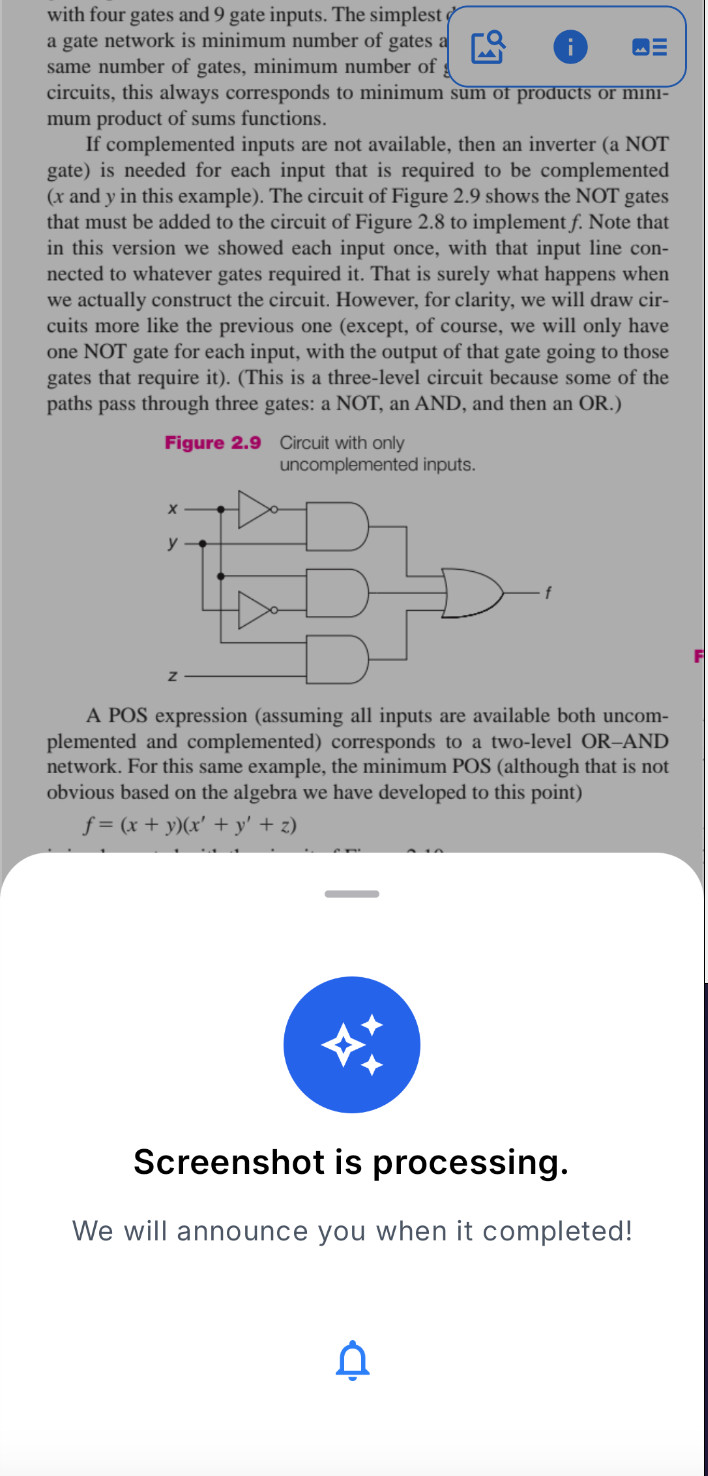 with four gates and 9 gate inputs. The simplest
a gate network is minimum number of gates a
same number of gates, minimum number of
circuits, this always corresponds to minimum sum of products or mini-
mum product of sums functions.
If complemented inputs are not available, then an inverter (a NOT
gate) is needed for each input that is required to be complemented
(x and y in this example). The circuit of Figure 2.9 shows the NOT gates
that must be added to the circuit of Figure 2.8 to implement f. Note that
in this version we showed each input once, with that input line con-
nected to whatever gates required it. That is surely what happens when
we actually construct the circuit. However, for clarity, we will draw cir-
cuits more like the previous one (except, of course, we will only have
one NOT gate for each input, with the output of that gate going to those
gates that require it). (This is a three-level circuit because some of the
paths pass through three gates: a NOT, an AND, and then an OR.)
Figure 2.9 Circuit with only
uncomplemented inputs.
x
y
f
z
F
A POS expression (assuming all inputs are available both uncom-
plemented and complemented) corresponds to a two-level OR–AND
network. For this same example, the minimum POS (although that is not
obvious based on the algebra we have developed to this point)
f = (x + y)(x′ + y′ + z)
Screenshot is processing.
We will announce you when it completed!